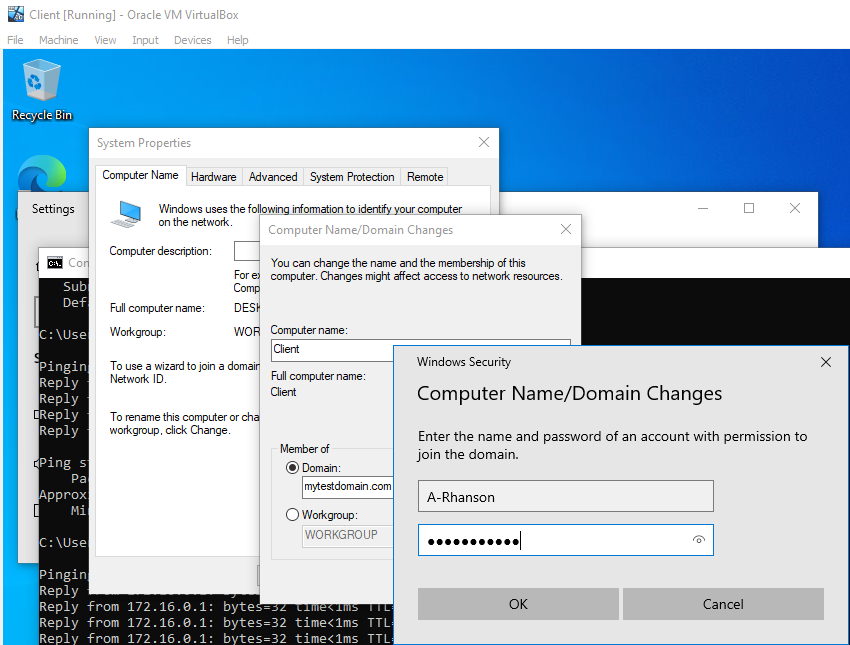 Client [Running] - Oracle VM VirtualBox
File Machine View Input Devices Help
Recycle Bin
System Properties
Computer Name Hardware Advanced System Protection Remote
Settings
Windows uses the following information to identify your computer
on the network.
Computer description:
For ex
Comp
Full computer name: DESK
Workgroup: WOR
To use a wizard to join a domain
Network ID.
To rename this computer or cha
workgroup, click Change.
Computer Name/Domain Changes
You can change the name and the membership of this
computer. Changes might affect access to network resources.
Computer name:
Client
Full computer name:
Client
Member of
Domain:
mytestdomain.com
Workgroup:
WORKGROUP
Windows Security
Computer Name/Domain Changes
Enter the name and password of an account with permission to
join the domain.
A-Rhanson
●●●●●●●●●●●
OK Cancel
C:\. Con
Sub
Def
C:\Use
Pinging
Reply
Reply
Reply
Reply
Ping st
Pa
Approxi
Mi
C:\Use
Pinging
Reply from 172.16.0.1: bytes=32 time<1ms TTL=
Reply from 172.16.0.1: bytes=32 time<1ms TTL=
Reply from 172.16.0.1: bytes=32 time<1ms TTL=